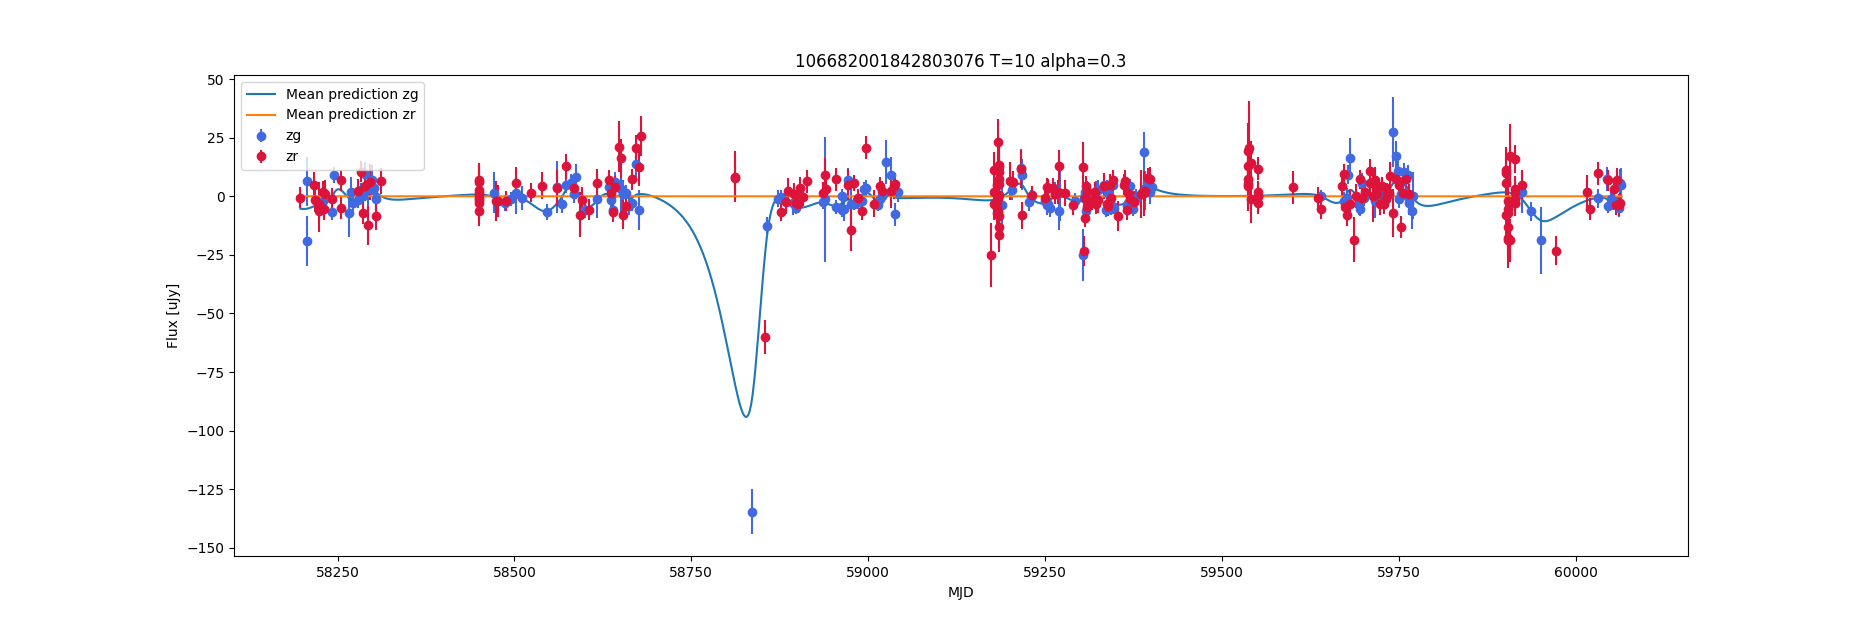 106682001842803076 T=10 alpha=0.3
50
25
0
−25
−50
−75
−100
−125
−150
Flux [uJy]
Mean prediction zg
Mean prediction zr
zg
zr
58250
58500
58750
59000
59250
59500
59750
60000
MJD